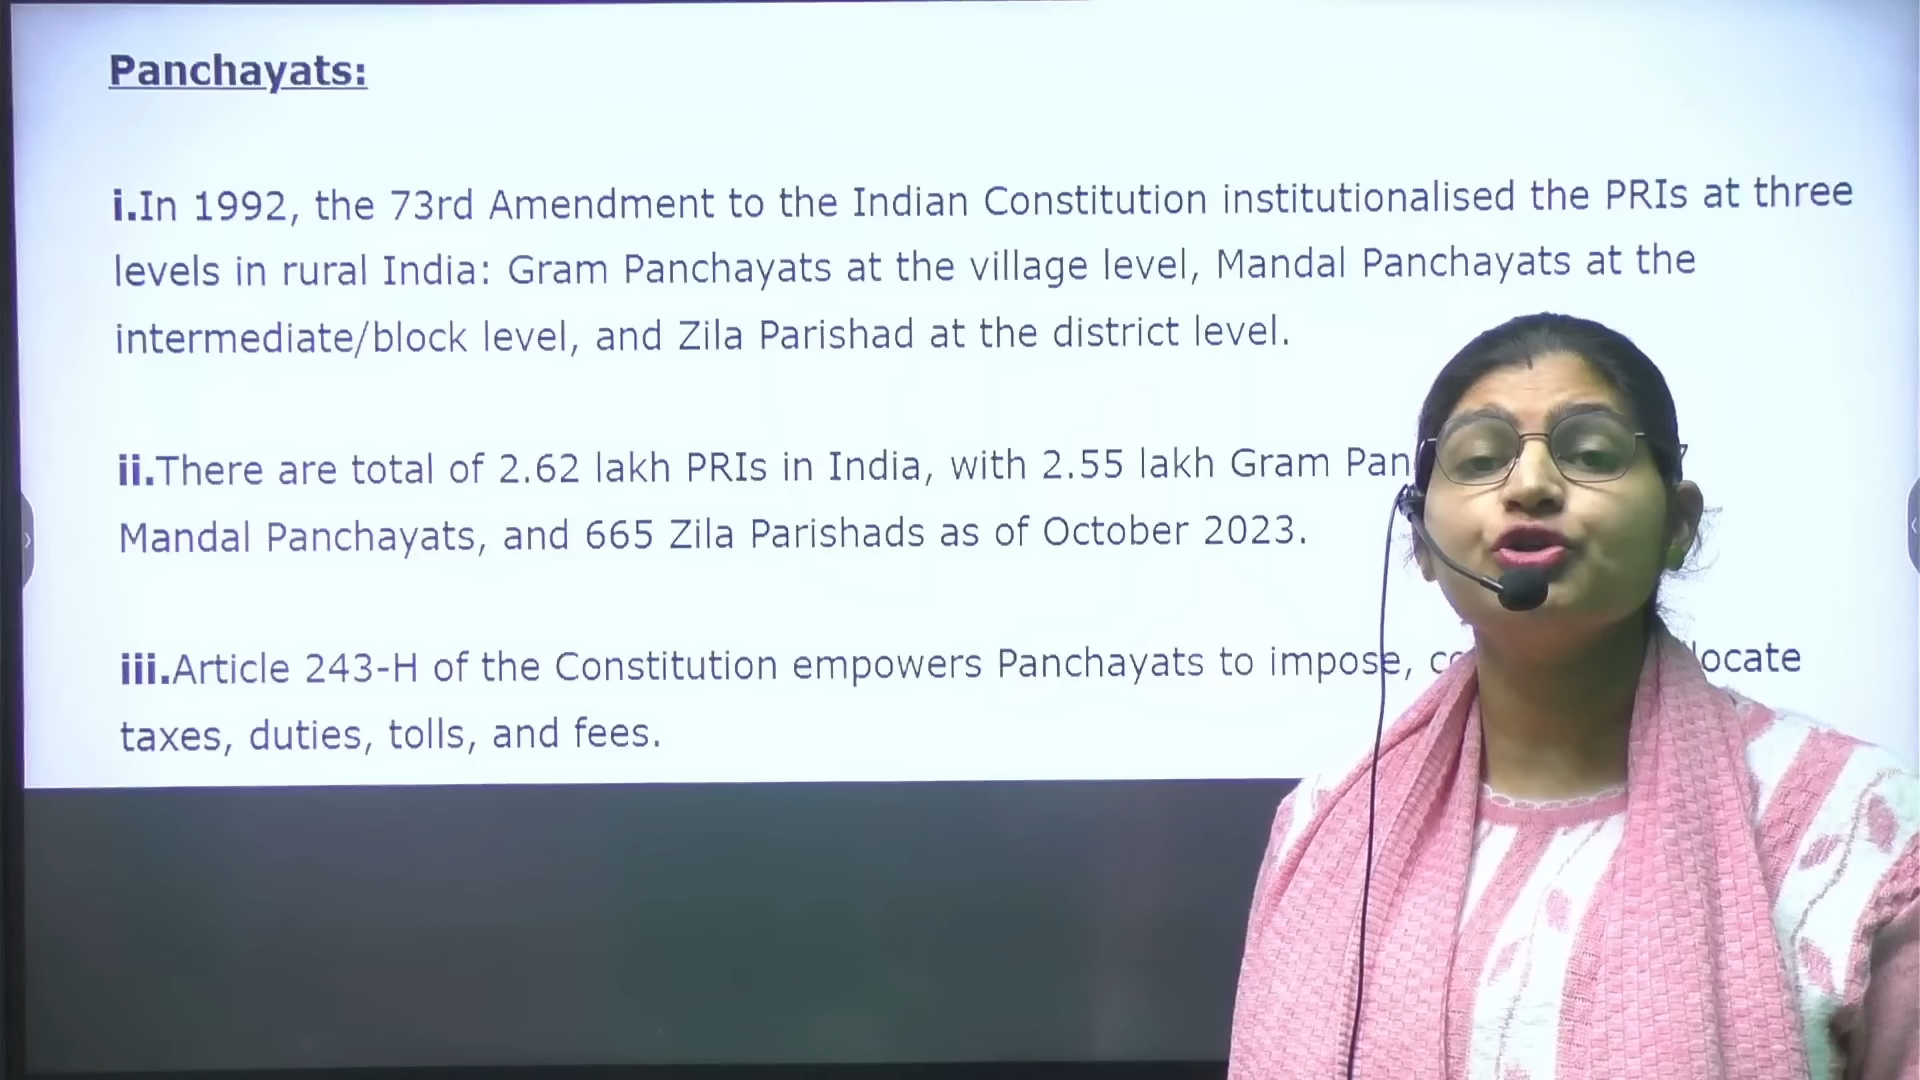 Panchayats:
i.In 1992, the 73rd Amendment to the Indian Constitution institutionalised the PRIs at three
levels in rural India: Gram Panchayats at the village level, Mandal Panchayats at the
intermediate/block level, and Zila Parishad at the district level.
ii.There are total of 2.62 lakh PRIs in India, with 2.55 lakh Gram
Mandal Panchayats, and 665 Zila Parishads as of October 2023.
iii.Article 243-H of the Constitution empowers Panchayats to impose,
taxes, duties, tolls, and fees.